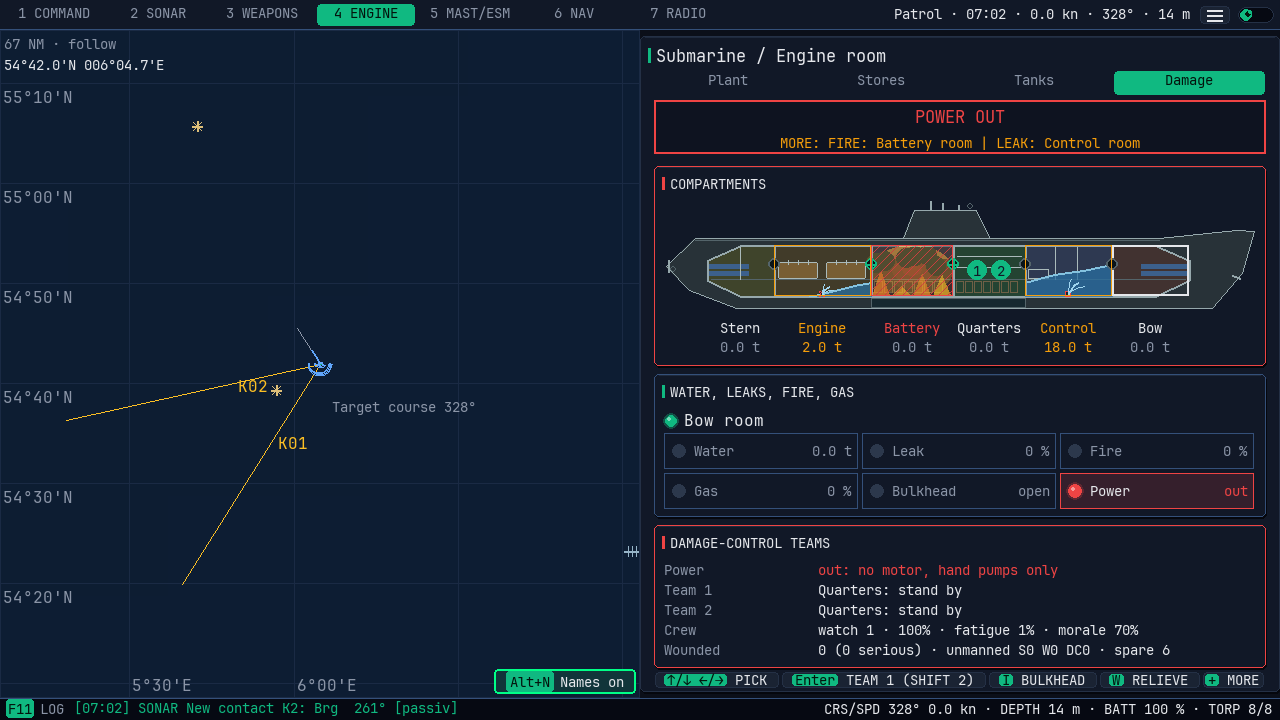 1 COMMAND 2 SONAR 3 WEAPONS 4 ENGINE 5 MAST/ESM 6 NAV 7 RADIO Patrol · 07:02 · 0.0 kn · 328° · 14 m
67 NM · follow
54°42.0'N 006°04.7'E
55°10'N
55°00'N
54°50'N
54°40'N
54°30'N
54°20'N
K02
K01
Target course 328°
5°30'E 6°00'E
Alt+N Names on
Submarine / Engine room
Plant Stores Tanks Damage
POWER OUT
MORE: FIRE: Battery room | LEAK: Control room
COMPARTMENTS
1 2
Stern Engine Battery Quarters Control Bow
0.0 t 2.0 t 0.0 t 0.0 t 18.0 t 0.0 t
WATER, LEAKS, FIRE, GAS
Bow room
Water 0.0 t Leak 0 % Fire 0 %
Gas 0 % Bulkhead open Power out
DAMAGE-CONTROL TEAMS
Power out: no motor, hand pumps only
Team 1 Quarters: stand by
Team 2 Quarters: stand by
Crew watch 1 · 100% · fatigue 1% · morale 70%
Wounded 0 (0 serious) · unmanned S0 W0 DC0 · spare 6
↑/↓ ←/→ PICK Enter TEAM 1 (SHIFT 2) I BULKHEAD W RELIEVE + MORE
F11 LOG [07:02] SONAR New contact K2: Brg 261° [passiv] CRS/SPD 328° 0.0 kn · DEPTH 14 m · BATT 100 % · TORP 8/8